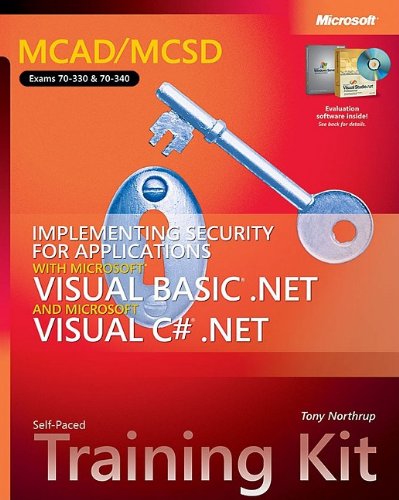 Microsoft®
MCAD/MCSD
Exams 70-330 & 70-340
Evaluation
software inside!
See back for details.
IMPLEMENTING SECURITY
FOR APPLICATIONS
WITH MICROSOFT®
VISUAL BASIC® .NET
AND MICROSOFT
VISUAL C#® .NET
Tony Northrup
Self-Paced
Training Kit